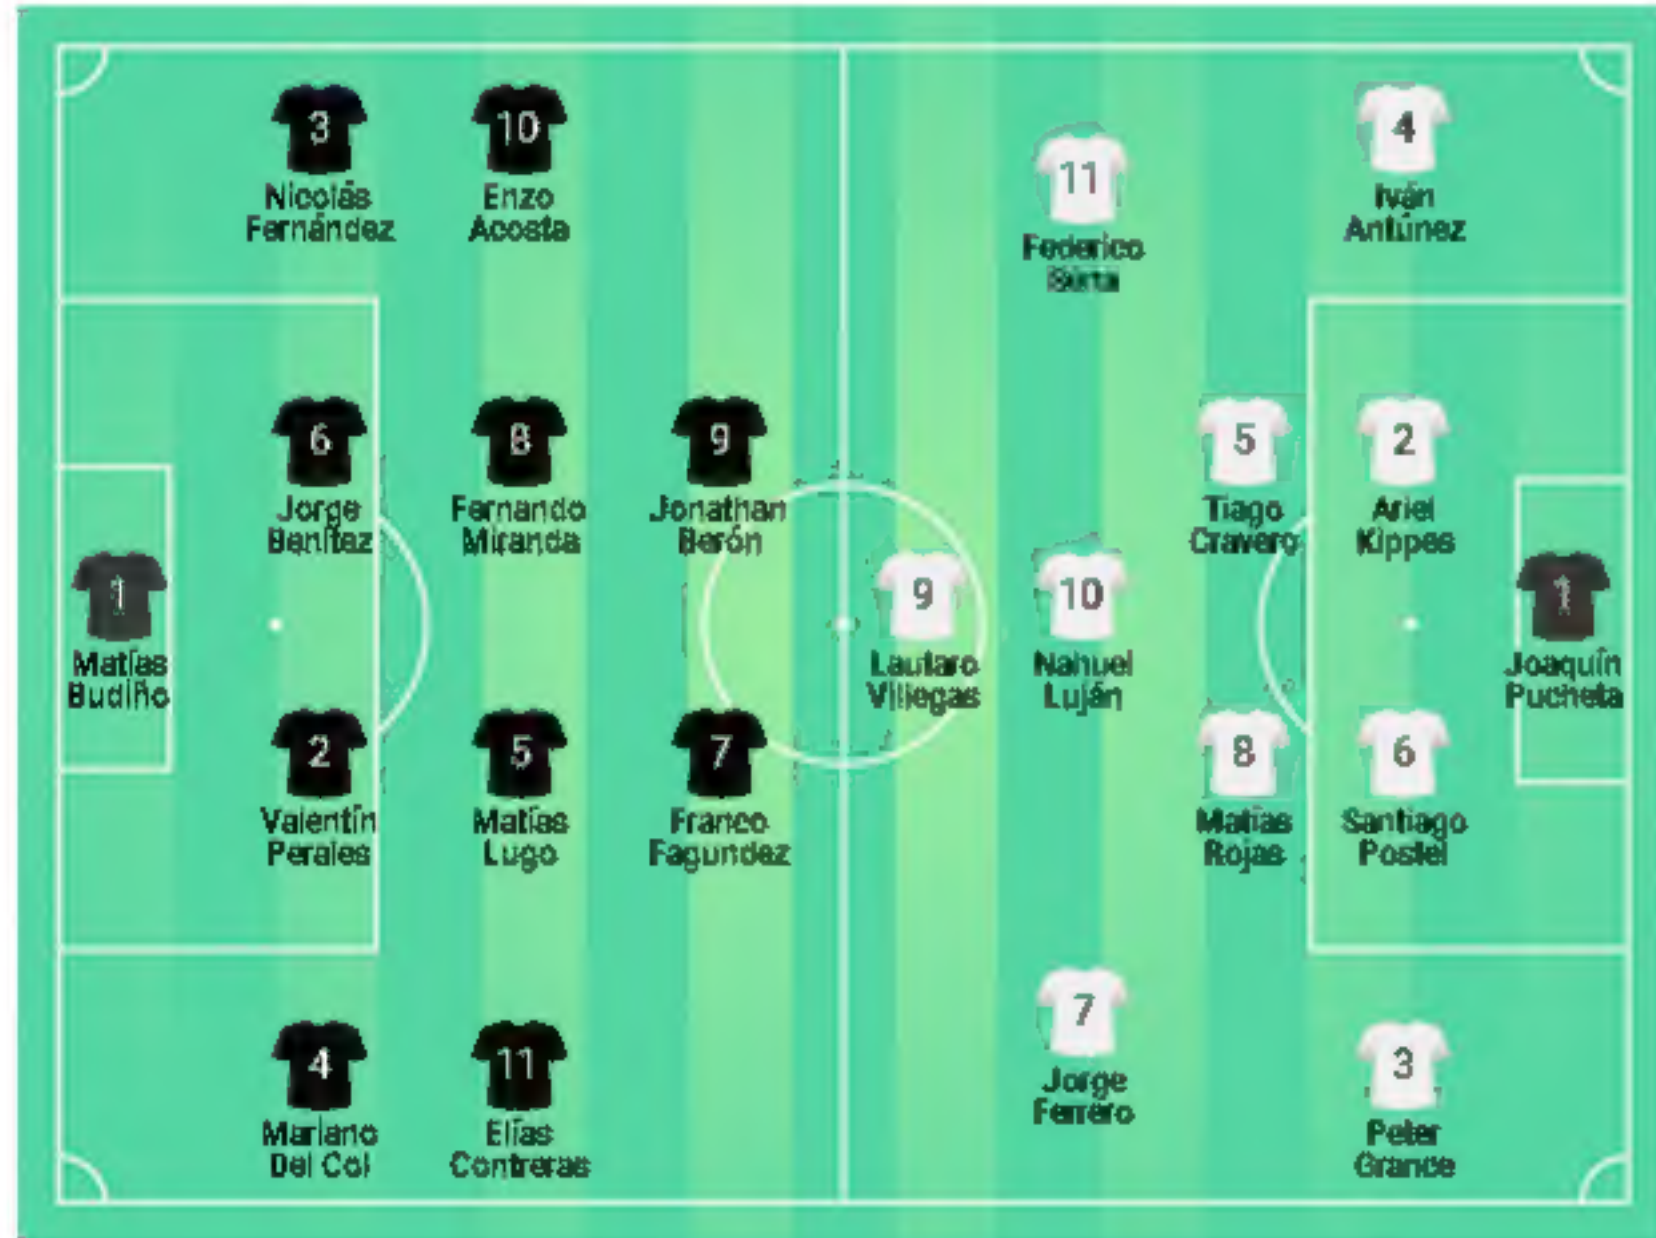 3
Nicolás
Fernández
10
Enzo
Acosta
11
Federico
4
Iván
Antúnez
6
Jorge
Benítez
8
Fernando
Miranda
9
Jonathan
Berón
5
Tiago
Cravero
2
Ariel
Kippes
1
Matías
Budiño
9
Lautaro
Villegas
10
Nahuel
Luján
1
Joaquín
Pucheta
2
Valentín
Perales
5
Matías
Lugo
7
Franco
Fagundez
8
Matías
Rojas
6
Santiago
Postel
4
Mariano
Del Col
11
Elías
Contreras
7
Jorge
Ferrero
3
Peter
Grance